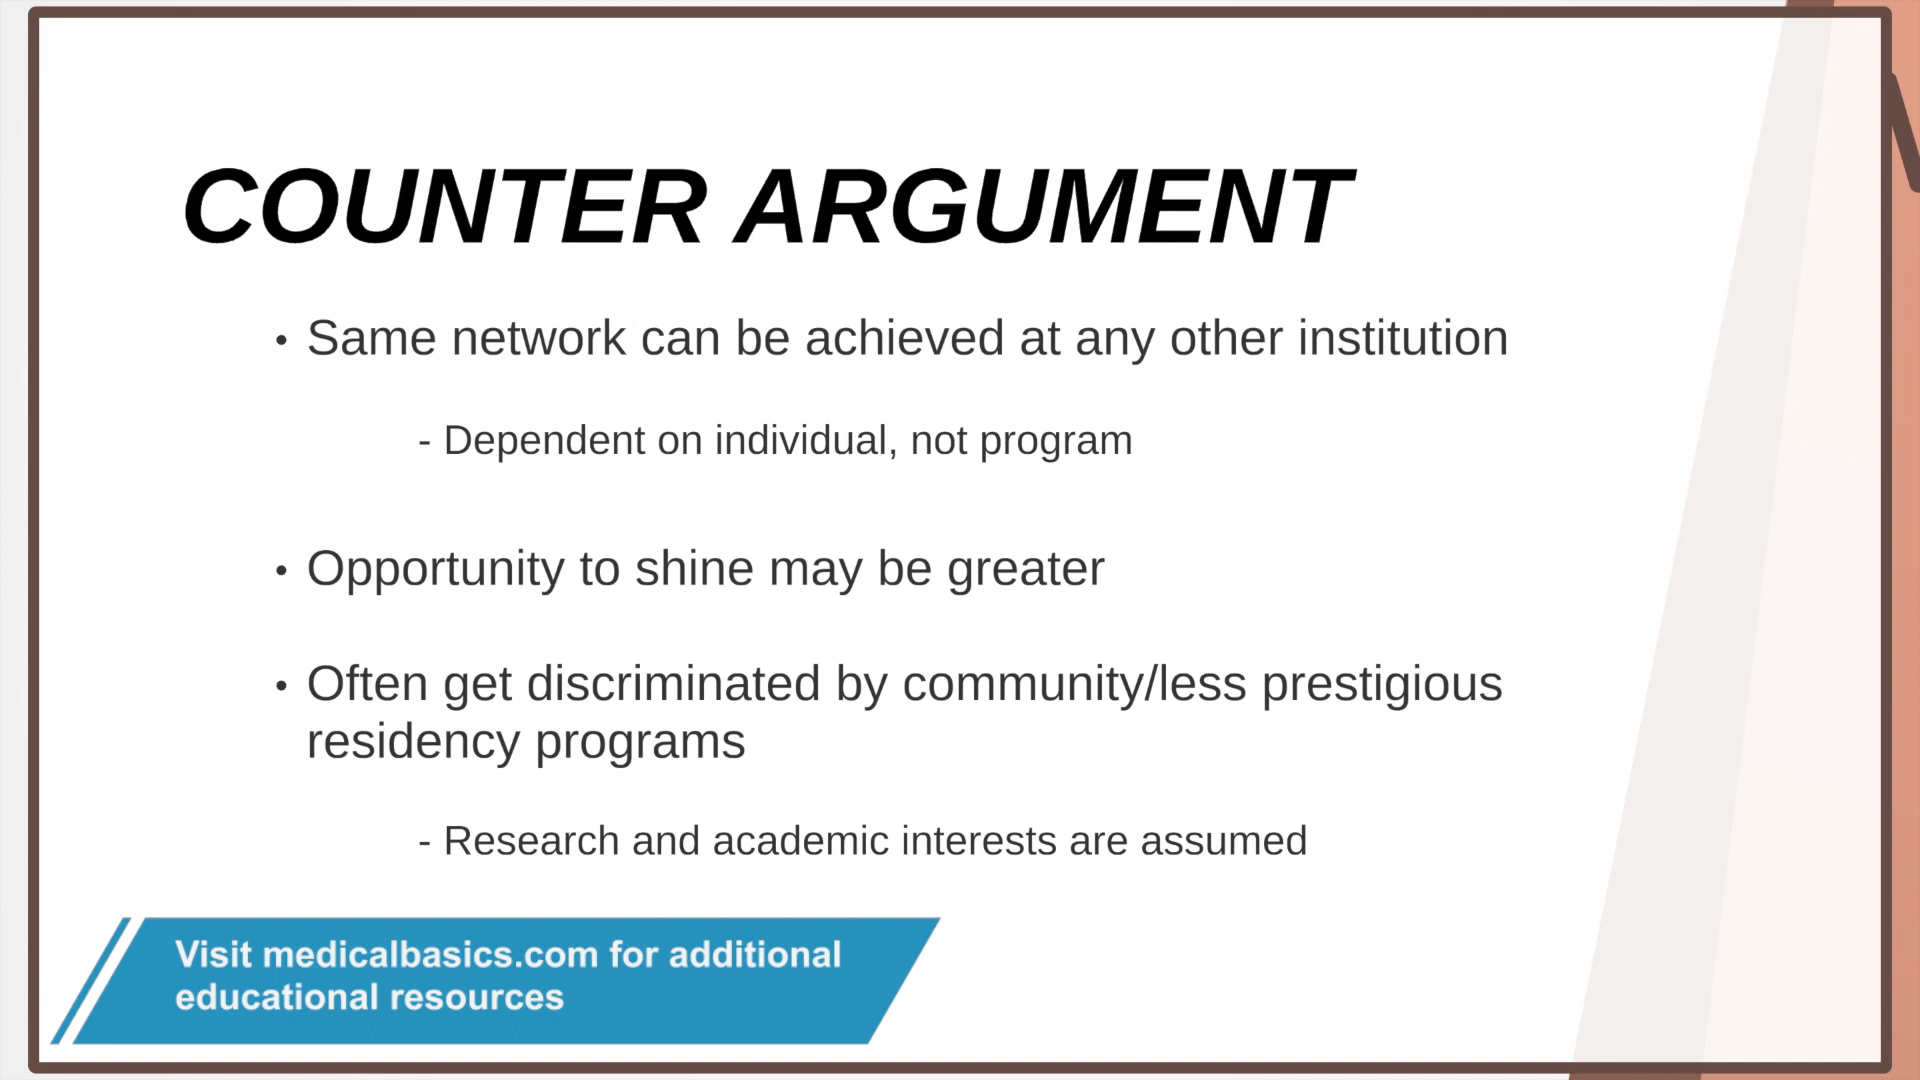 COUNTER ARGUMENT
• Same network can be achieved at any other institution
- Dependent on individual, not program
• Opportunity to shine may be greater
• Often get discriminated by community/less prestigious
residency programs
- Research and academic interests are assumed
Visit medicalbasics.com for additional
educational resources